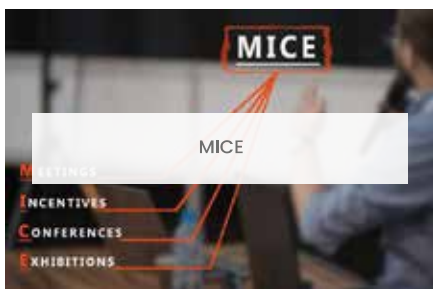 MICE
MICE
MEETINGS
INCENTIVES
CONFERENCES
EXHIBITIONS